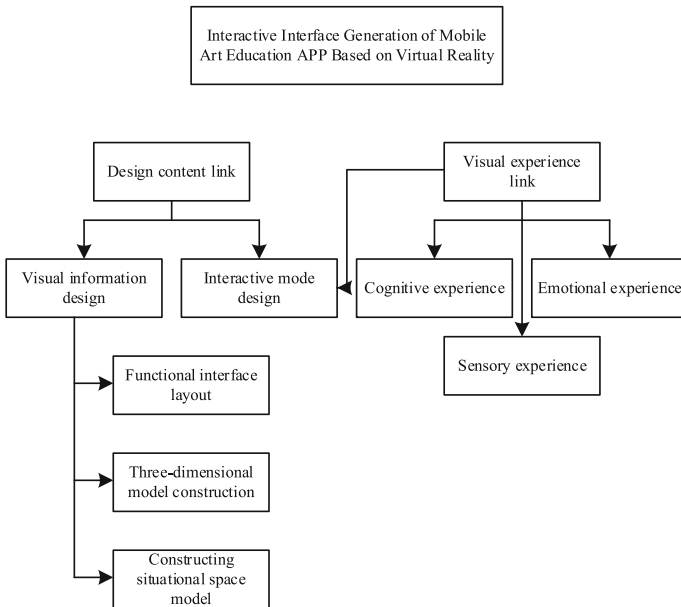 Interactive Interface Generation of Mobile
Art Education APP Based on Virtual Reality
Design content link
Visual experience
link
Visual information
design
Interactive mode
design
Cognitive experience
Emotional experience
Sensory experience
Functional interface
layout
Three-dimensional
model construction
Constructing
situational space
model